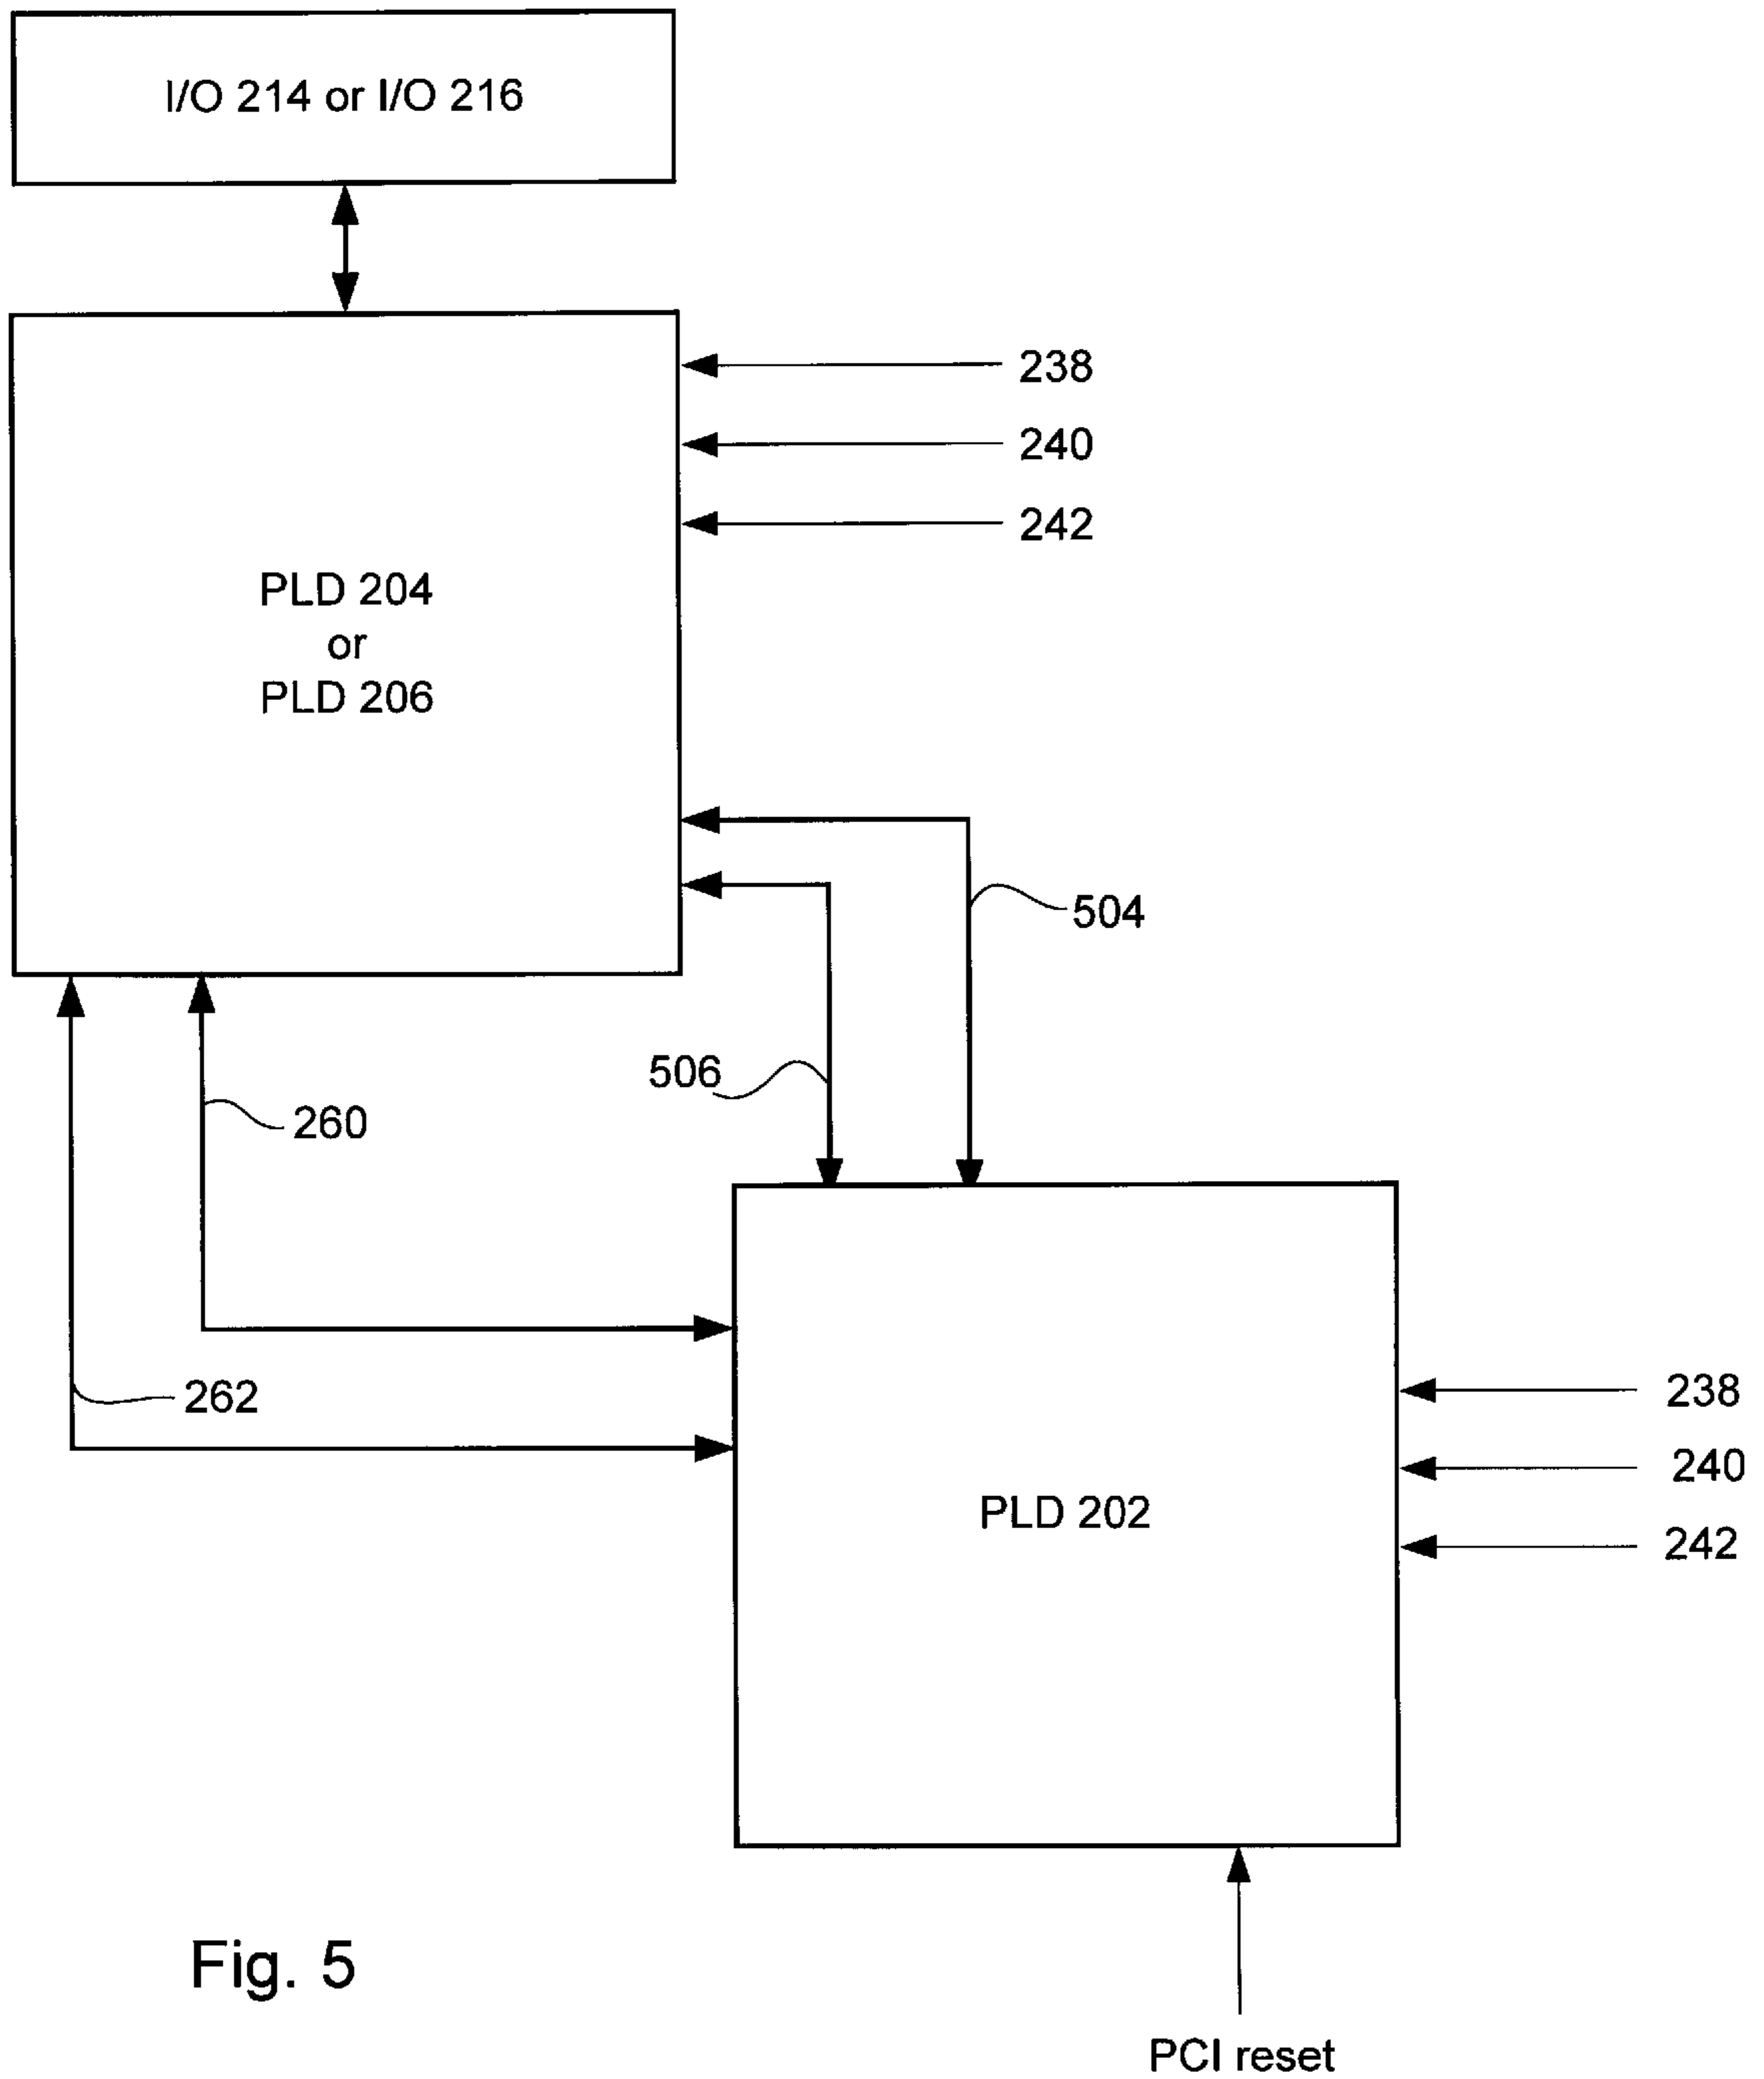 I/O 214 or I/O 216
238
240
242
PLD 204
or
PLD 206
504
506
260
262
238
240
242
PLD 202
Fig. 5
PCI reset